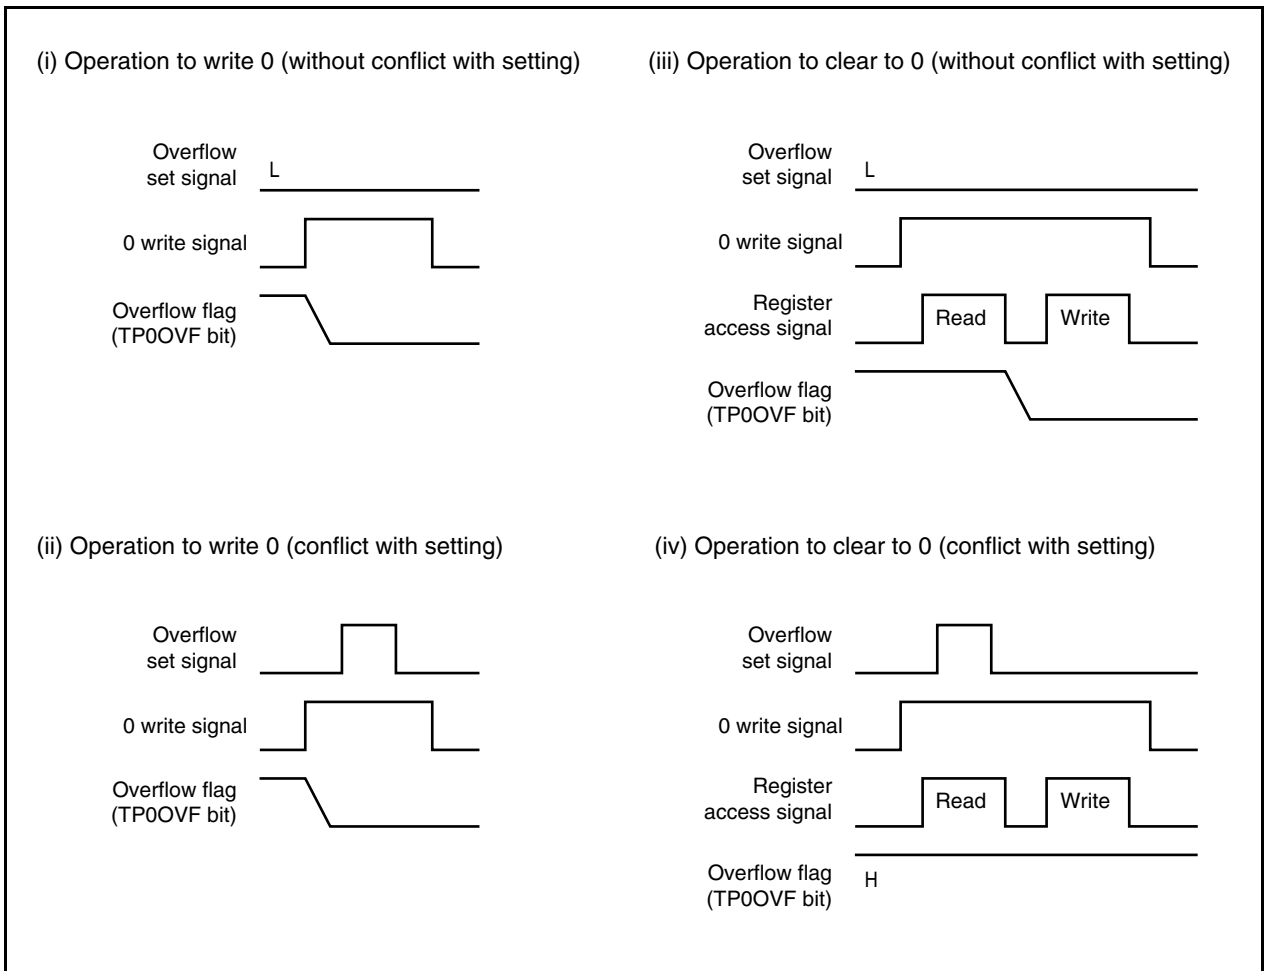 (i) Operation to write 0 (without conflict with setting)
Overflow
set signal
L
0 write signal
Overflow flag
(TP0OVF bit)
(iii) Operation to clear to 0 (without conflict with setting)
Overflow
set signal
L
0 write signal
Register
access signal
Read
Write
Overflow flag
(TP0OVF bit)
(ii) Operation to write 0 (conflict with setting)
Overflow
set signal
0 write signal
Overflow flag
(TP0OVF bit)
(iv) Operation to clear to 0 (conflict with setting)
Overflow
set signal
0 write signal
Register
access signal
Read
Write
Overflow flag
(TP0OVF bit)
H